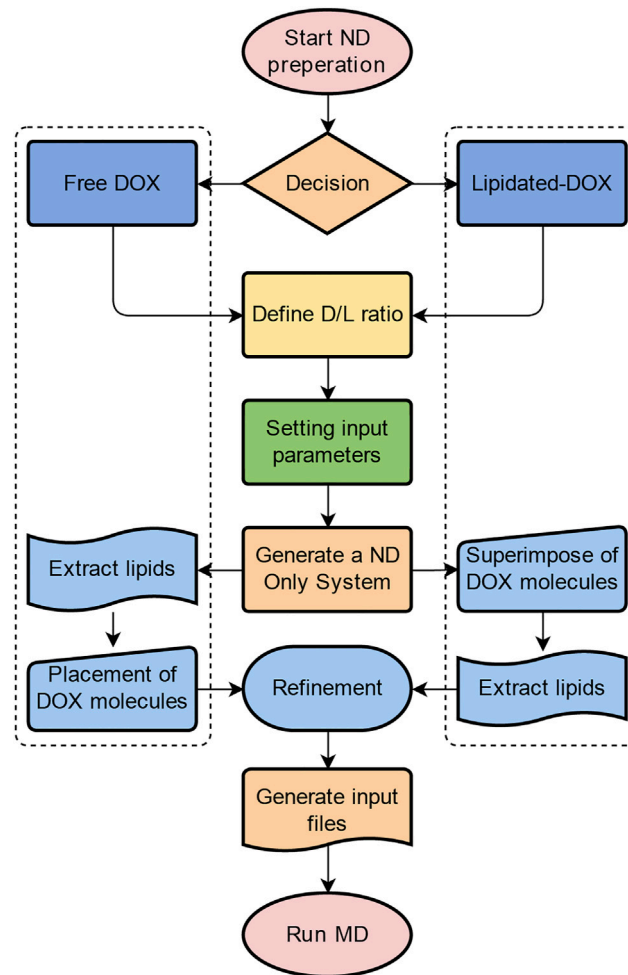 Start ND
preperation
Free DOX
Decision
Lipidated-DOX
Define D/L ratio
Setting input
parameters
Extract lipids
Generate a ND
Only System
Superimpose of
DOX molecules
Placement of
DOX molecules
Refinement
Extract lipids
Generate input
files
Run MD